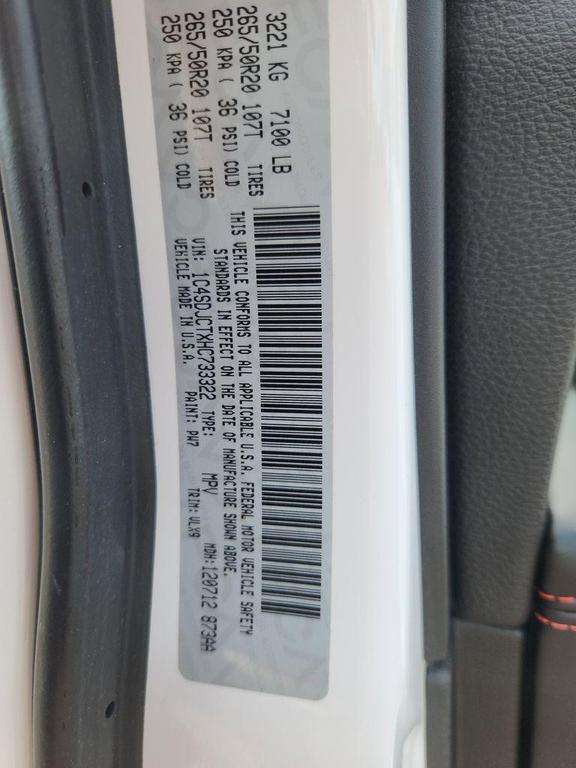 3221 KG 7100 LB
265/50R20 107T TIRES
250 KPA ( 36 PSI) COLD
265/50R20 107T TIRES
250 KPA ( 36 PSI) COLD
THIS VEHICLE CONFORMS TO ALL APPLICABLE U.S.A. FEDERAL MOTOR VEHICLE SAFETY
STANDARDS IN EFFECT ON THE DATE OF MANUFACTURE SHOWN ABOVE.
VIN: 1C4SDJCTXHC733322 TYPE: MPV MDH:120712 873AA
VEHICLE MADE IN U.S.A. PAINT: PW7 TRIM: VLX9